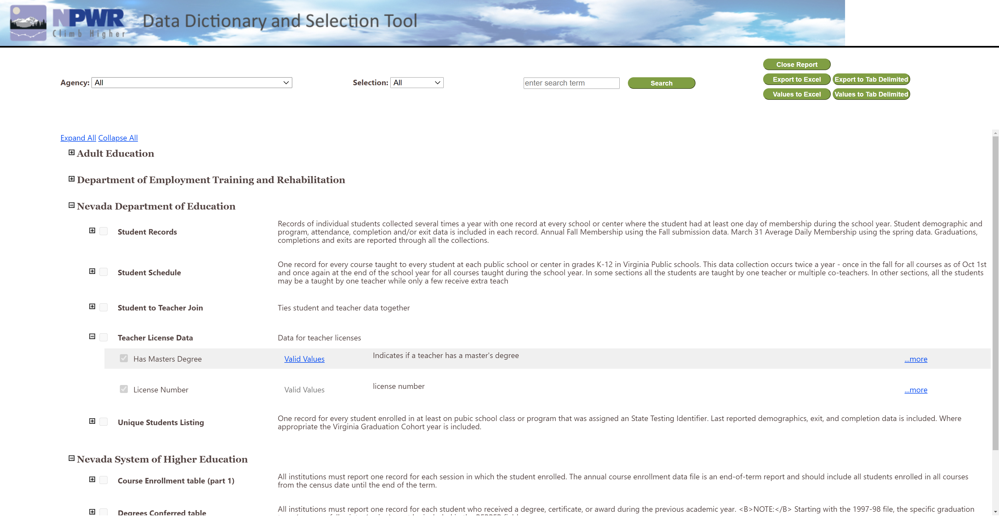 NPWR
Climb Higher
Data Dictionary and Selection Tool
Close Report
Agency: All
Selection: All
enter search term
Search
Export to Excel
Export to Tab Delimited
Values to Excel
Values to Tab Delimited
Expand All Collapse All
Adult Education
Department of Employment Training and Rehabilitation
Nevada Department of Education
Student Records
Records of individual students collected several times a year with one record at every school or center where the student had at least one day of membership during the school year. Student demographic and
program, attendance, completion and/or exit data is included in each record. Annual Fall Membership using the Fall submission data. March 31 Average Daily Membership using the spring data. Graduations,
completions and exits are reported through all the collections.
Student Schedule
One record for every course taught to every student at each public school or center in grades K-12 in Virginia Public schools. This data collection occurs twice a year - once in the fall for all courses as of Oct 1st
and once again at the end of the school year for all courses taught during the school year. In some sections all the students are taught by one teacher or multiple co-teachers. In other sections, all the students
may be a taught by one teacher while only a few receive extra teach
Student to Teacher Join
Ties student and teacher data together
Teacher License Data
Data for teacher licenses
Has Masters Degree
Valid Values
Indicates if a teacher has a master's degree
...more
License Number
Valid Values
license number
...more
Unique Students Listing
One record for every student enrolled in at least on pubic school class or program that was assigned an State Testing Identifier. Last reported demographics, exit, and completion data is included. Where
appropriate the Virginia Graduation Cohort year is included.
Nevada System of Higher Education
Course Enrollment table (part 1)
All institutions must report one record for each session in which the student enrolled. The annual course enrollment data file is an end-of-term report and should include all students enrolled in all courses
from the census date until the end of the term.
Degrees Conferred table
All institutions must report one record for each student who received a degree, certificate, or award during the previous academic year. <B>NOTE:</B> Starting with the 1997-98 file, the specific graduation